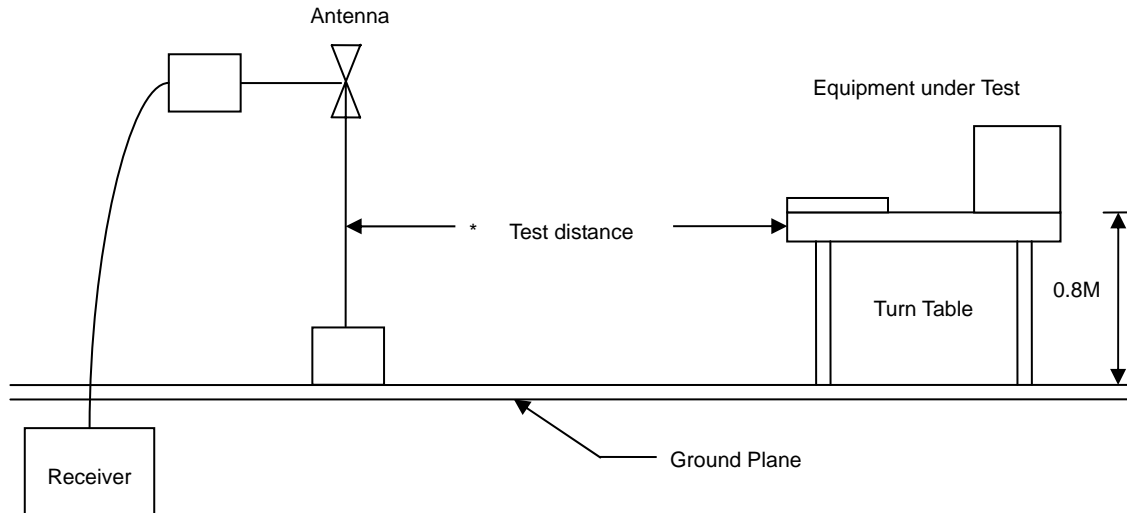 Antenna
Equipment under Test
* Test distance
0.8M
Turn Table
Ground Plane
Receiver